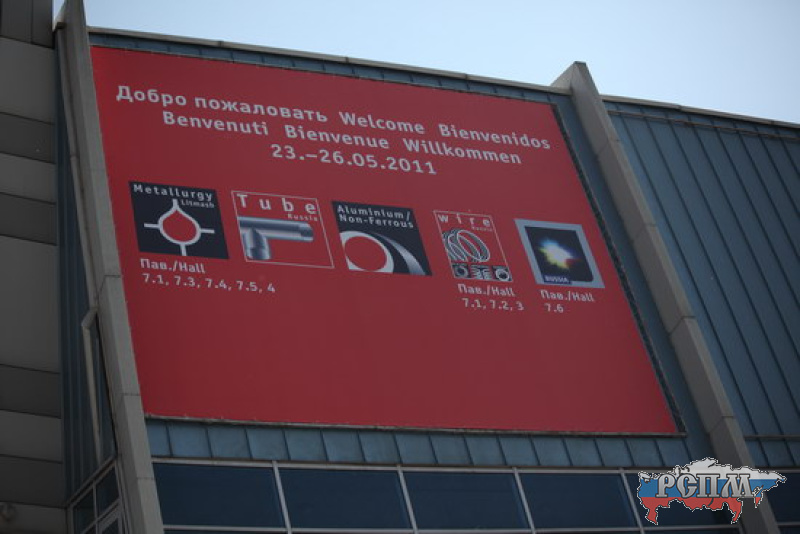 Добро пожаловать Welcome Bienvenidos
Benvenuti Bienvenue Willkommen
23.–26.05.2011
Metallurgy
Litmash
Tube
Russia
Aluminium/
Non-Ferrous
wire
Russia
RUSSIA
Пав./Hall
7.1, 7.3, 7.4, 7.5, 4
Пав./Hall
7.1, 7.2, 3
Пав./Hall
7.6
РСПМ